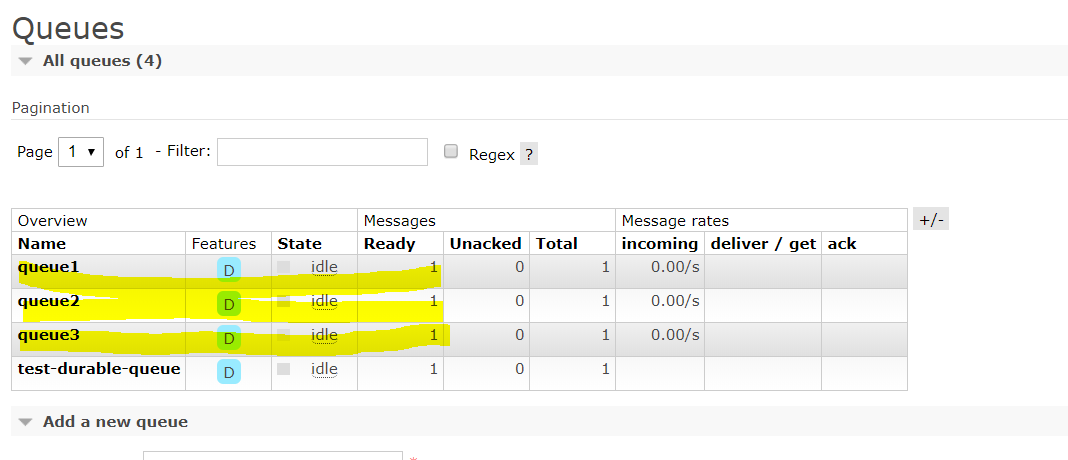 Queues
All queues (4)
Pagination
Page 1 of 1 - Filter: Regex ?
Overview Messages Message rates +/-
Name Features State Ready Unacked Total incoming deliver / get ack
queue1 D idle 1 0 1 0.00/s
queue2 D idle 1 0 1 0.00/s
queue3 D idle 1 0 1 0.00/s
test-durable-queue D idle 1 0 1
Add a new queue
*